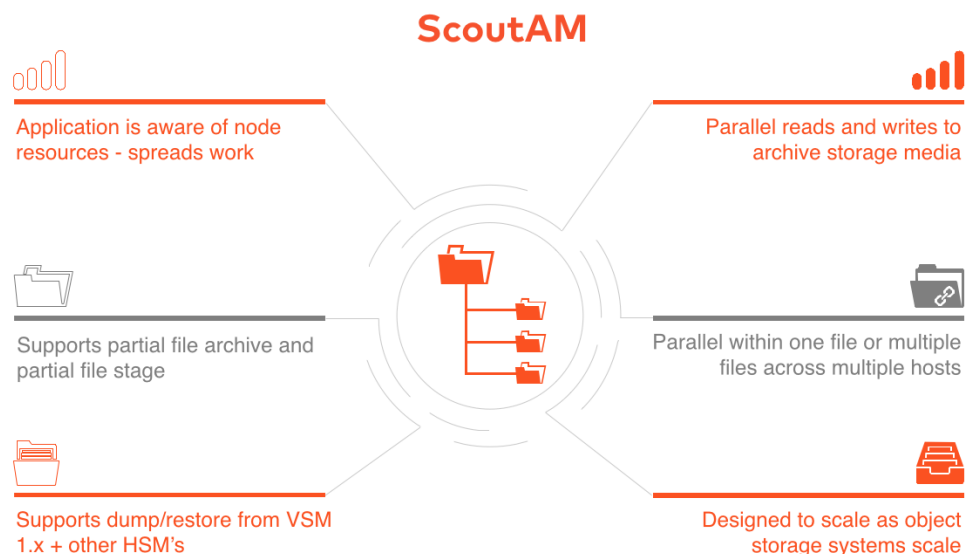 ScoutAM
Application is aware of node
resources - spreads work
Parallel reads and writes to
archive storage media
Supports partial file archive and
partial file stage
Parallel within one file or multiple
files across multiple hosts
Supports dump/restore from VSM
1.x + other HSM's
Designed to scale as object
storage systems scale